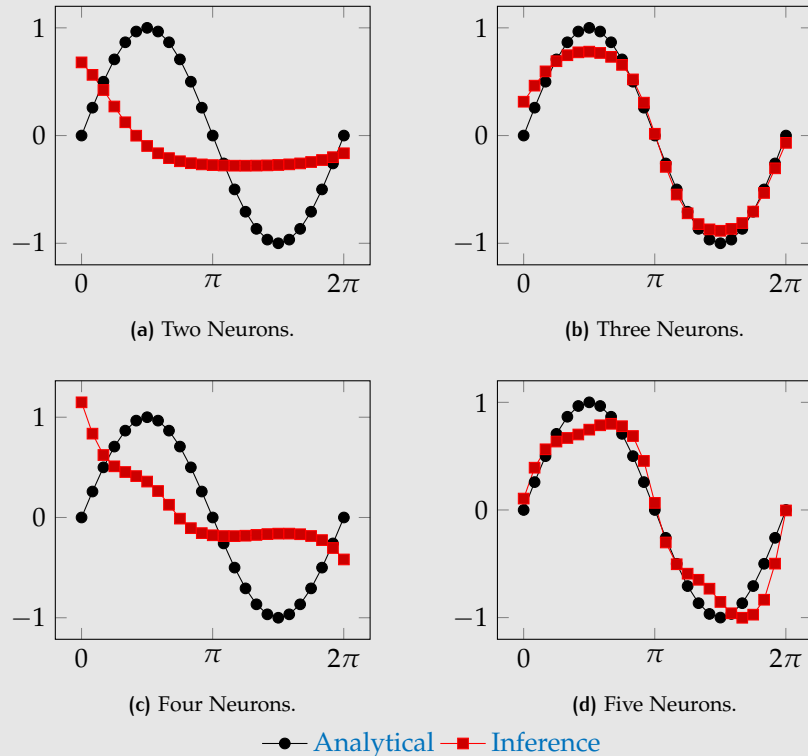 1
0
−1
0 π 2π
(a) Two Neurons.
1
0
−1
0 π 2π
(b) Three Neurons.
1
0
−1
0 π 2π
(c) Four Neurons.
1
0
−1
0 π 2π
(d) Five Neurons.
Analytical Inference